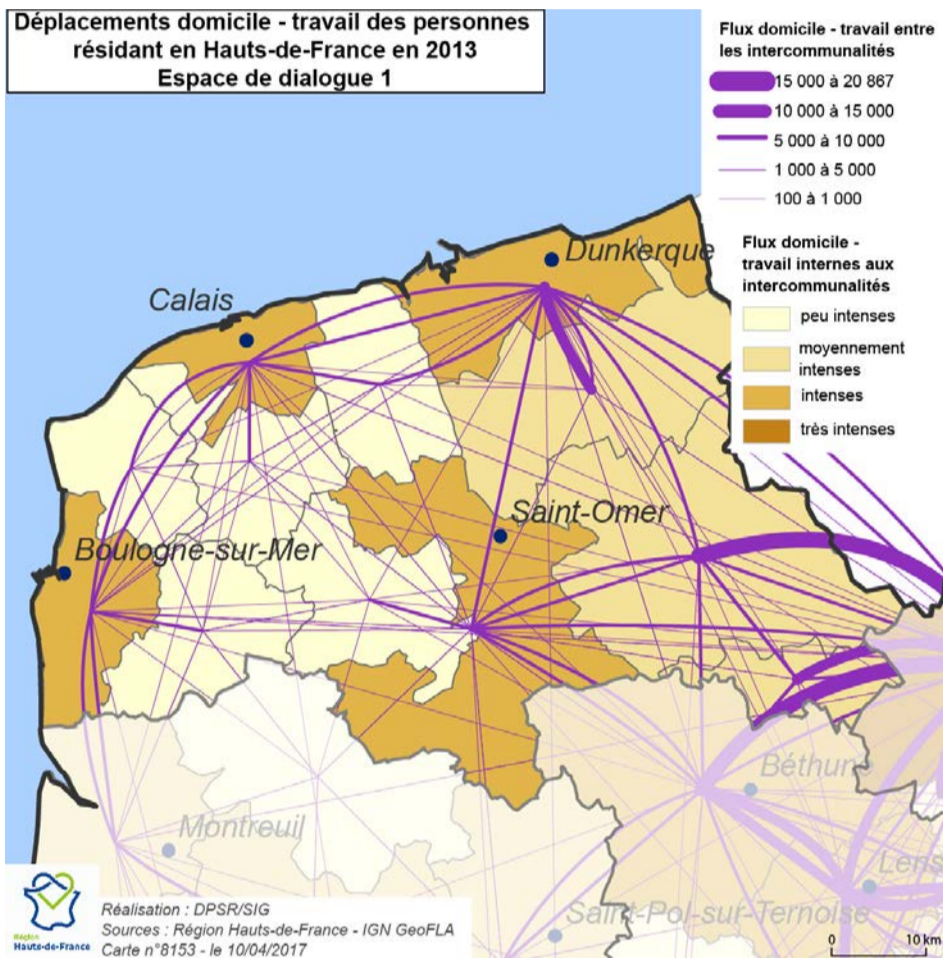 Déplacements domicile - travail des personnes
résidant en Hauts-de-France en 2013
Espace de dialogue 1
Flux domicile - travail entre
les intercommunalités
15 000 à 20 867
10 000 à 15 000
5 000 à 10 000
1 000 à 5 000
100 à 1 000
Flux domicile -
travail internes aux
intercommunalités
peu intenses
moyennement
intenses
intenses
très intenses
Dunkerque
Calais
Saint-Omer
Boulogne-sur-Mer
Béthune
Montreuil
Lens
Saint-Pol-sur-Ternoise
Région
Hauts-de-France
Réalisation : DPSR/SIG
Sources : Région Hauts-de-France - IGN GeoFLA
Carte n°8153 - le 10/04/2017
0 10 km